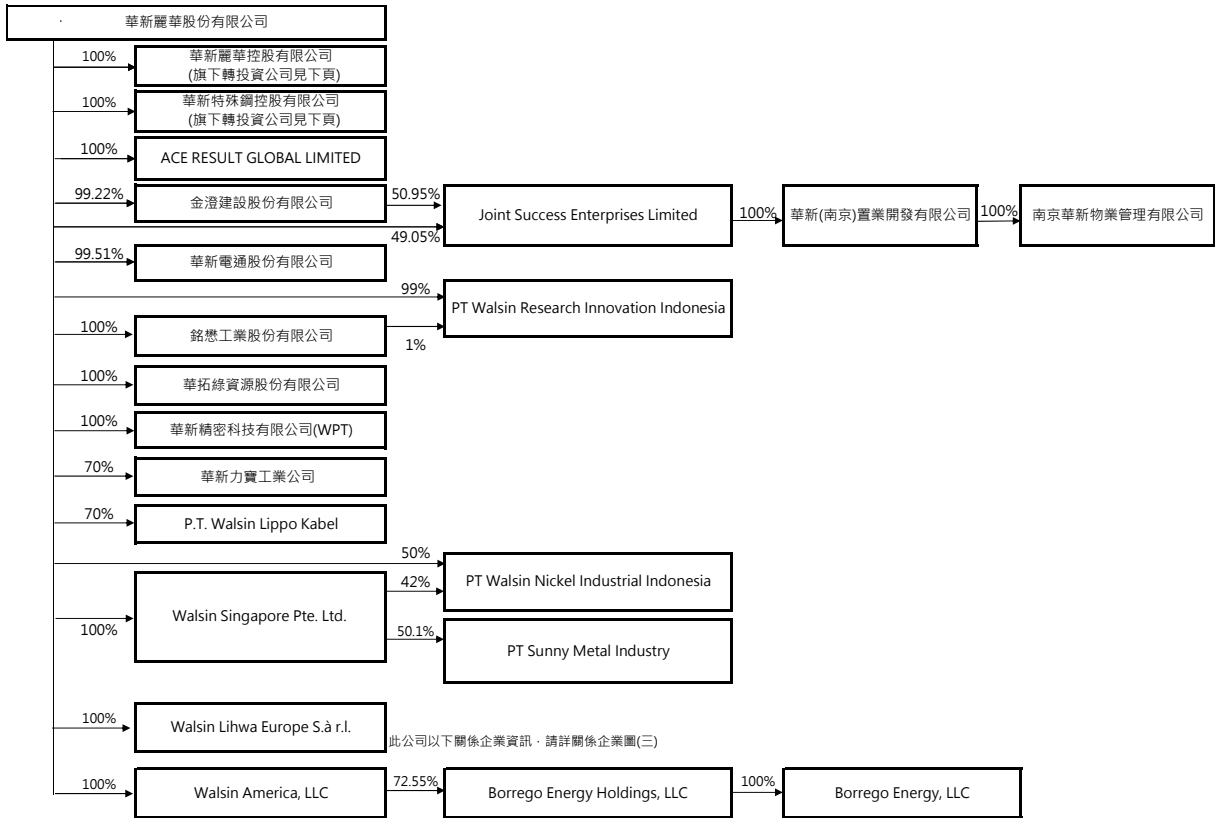 華新麗華股份有限公司
100%
華新麗華控股有限公司
(旗下轉投資公司見下頁)
100%
華新特殊鋼控股有限公司
(旗下轉投資公司見下頁)
100%
ACE RESULT GLOBAL LIMITED
99.22%
金澄建設股份有限公司
50.95%
49.05%
Joint Success Enterprises Limited
100%
華新(南京)置業開發有限公司
100%
南京華新物業管理有限公司
99.51%
華新電通股份有限公司
99%
PT Walsin Research Innovation Indonesia
100%
銘懋工業股份有限公司
1%
100%
華拓綠資源股份有限公司
100%
華新精密科技有限公司(WPT)
70%
華新力寶工業公司
70%
P.T. Walsin Lippo Kabel
50%
PT Walsin Nickel Industrial Indonesia
42%
100%
Walsin Singapore Pte. Ltd.
50.1%
PT Sunny Metal Industry
100%
Walsin Lihwa Europe S.à r.l.
此公司以下關係企業資訊‧請詳關係企業圖(三)
100%
Walsin America, LLC
72.55%
Borrego Energy Holdings, LLC
100%
Borrego Energy, LLC